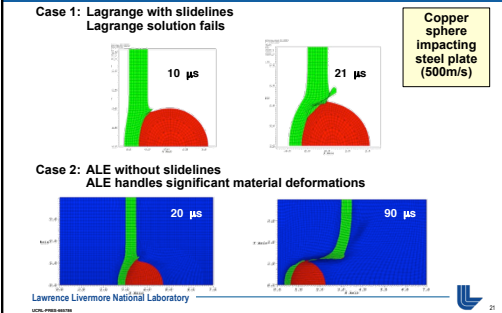 Case 1: Lagrange with slidelines
Lagrange solution fails
Copper
sphere
impacting
steel plate
(500m/s)
10 µs
21 µs
Case 2: ALE without slidelines
ALE handles significant material deformations
20 µs
90 µs
Lawrence Livermore National Laboratory
21